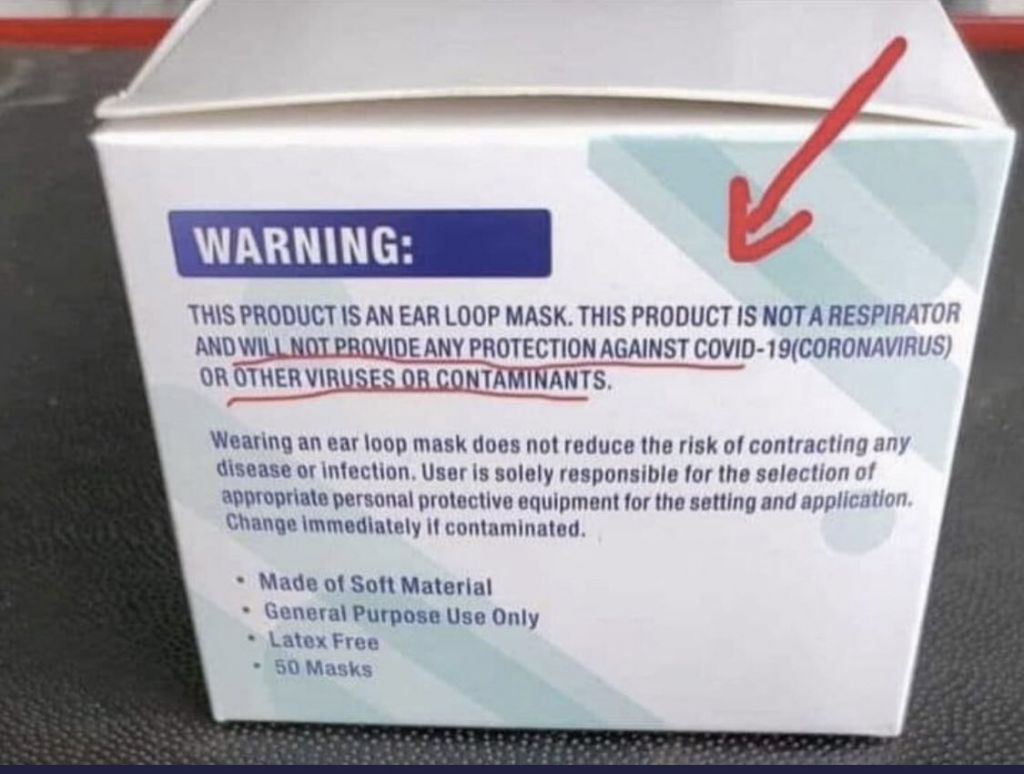 WARNING:
THIS PRODUCT IS AN EAR LOOP MASK. THIS PRODUCT IS NOT A RESPIRATOR
AND WILL NOT PROVIDE ANY PROTECTION AGAINST COVID-19(CORONAVIRUS)
OR OTHER VIRUSES OR CONTAMINANTS.
Wearing an ear loop mask does not reduce the risk of contracting any
disease or infection. User is solely responsible for the selection of
appropriate personal protective equipment for the setting and application.
Change immediately if contaminated.
• Made of Soft Material
• General Purpose Use Only
• Latex Free
• 50 Masks